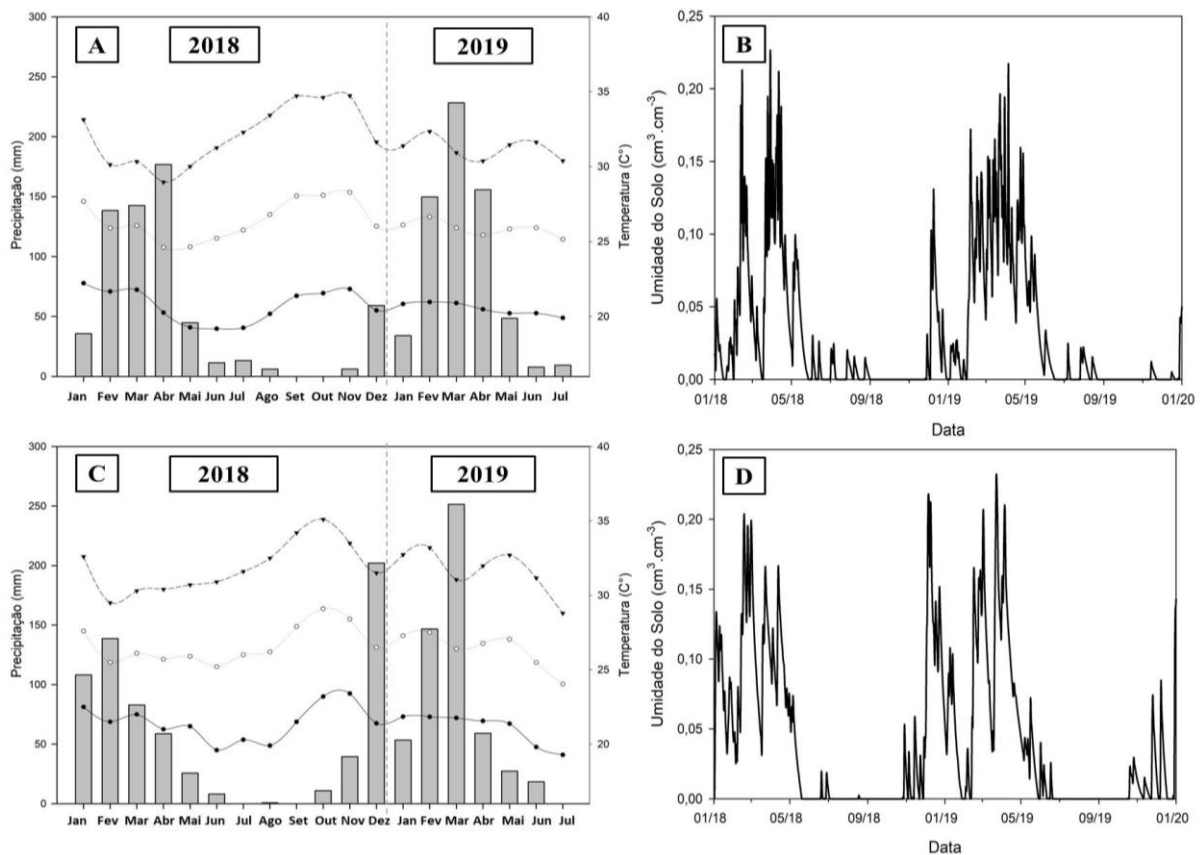 A
2018
2019
300
250
200
150
100
50
0
Precipitação (mm)
40
35
30
25
20
Temperatura (C°)
Jan Fev Mar Abr Mai Jun Jul Ago Set Out Nov Dez Jan Fev Mar Abr Mai Jun Jul
B
0,25
0,20
0,15
0,10
0,05
0,00
Umidade do Solo (cm³.cm⁻³)
01/18 05/18 09/18 01/19 05/19 09/19 01/20
Data
C
2018
2019
300
250
200
150
100
50
0
Precipitação (mm)
40
35
30
25
20
Temperatura (C°)
Jan Fev Mar Abr Mai Jun Jul Ago Set Out Nov Dez Jan Fev Mar Abr Mai Jun Jul
D
0,25
0,20
0,15
0,10
0,05
0,00
Umidade do Solo (cm³.cm⁻³)
01/18 05/18 09/18 01/19 05/19 09/19 01/20
Data